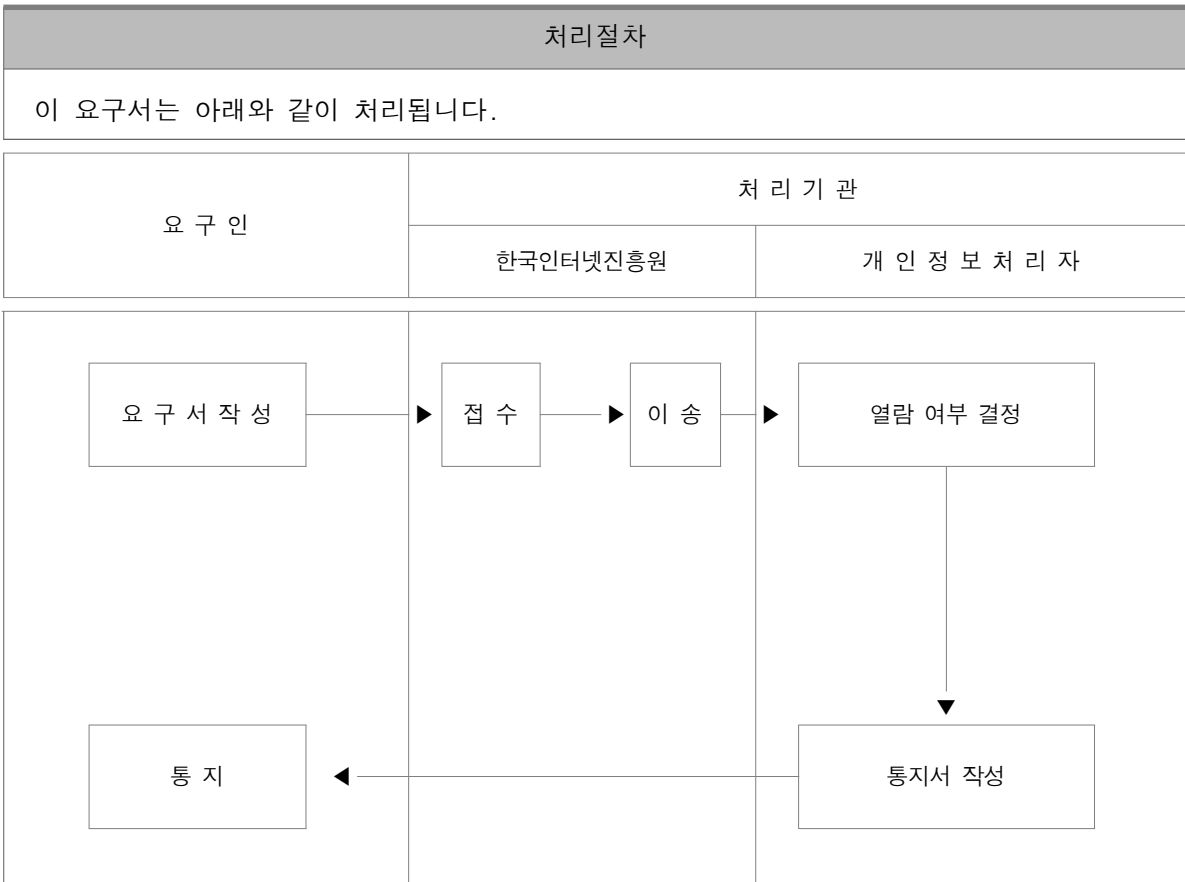 처리절차
이 요구서는 아래와 같이 처리됩니다.
요 구 인
처 리 기 관
한국인터넷진흥원
개 인 정 보 처 리 자
요 구 서 작 성
접 수
이 송
열람 여부 결정
통 지
통지서 작성